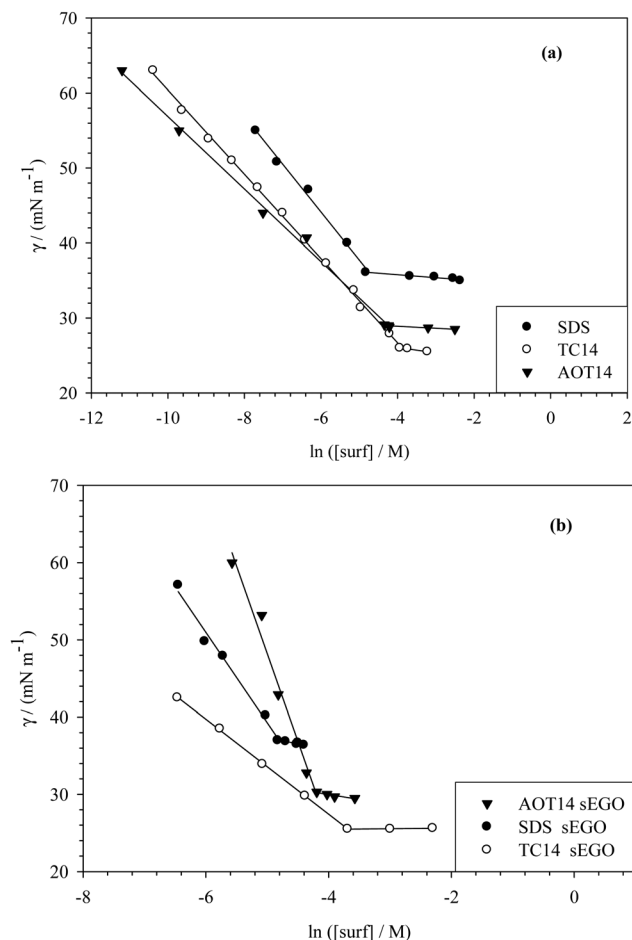 70
(a)
60
50
40
30
20
γ / (mN m⁻¹)
SDS
TC14
AOT14
-12 -10 -8 -6 -4 -2 0 2
ln ([surf] / M)
70
(b)
60
50
40
30
20
γ / (mN m⁻¹)
AOT14 sEGO
SDS sEGO
TC14 sEGO
-8 -6 -4 -2 0
ln ([surf] / M)